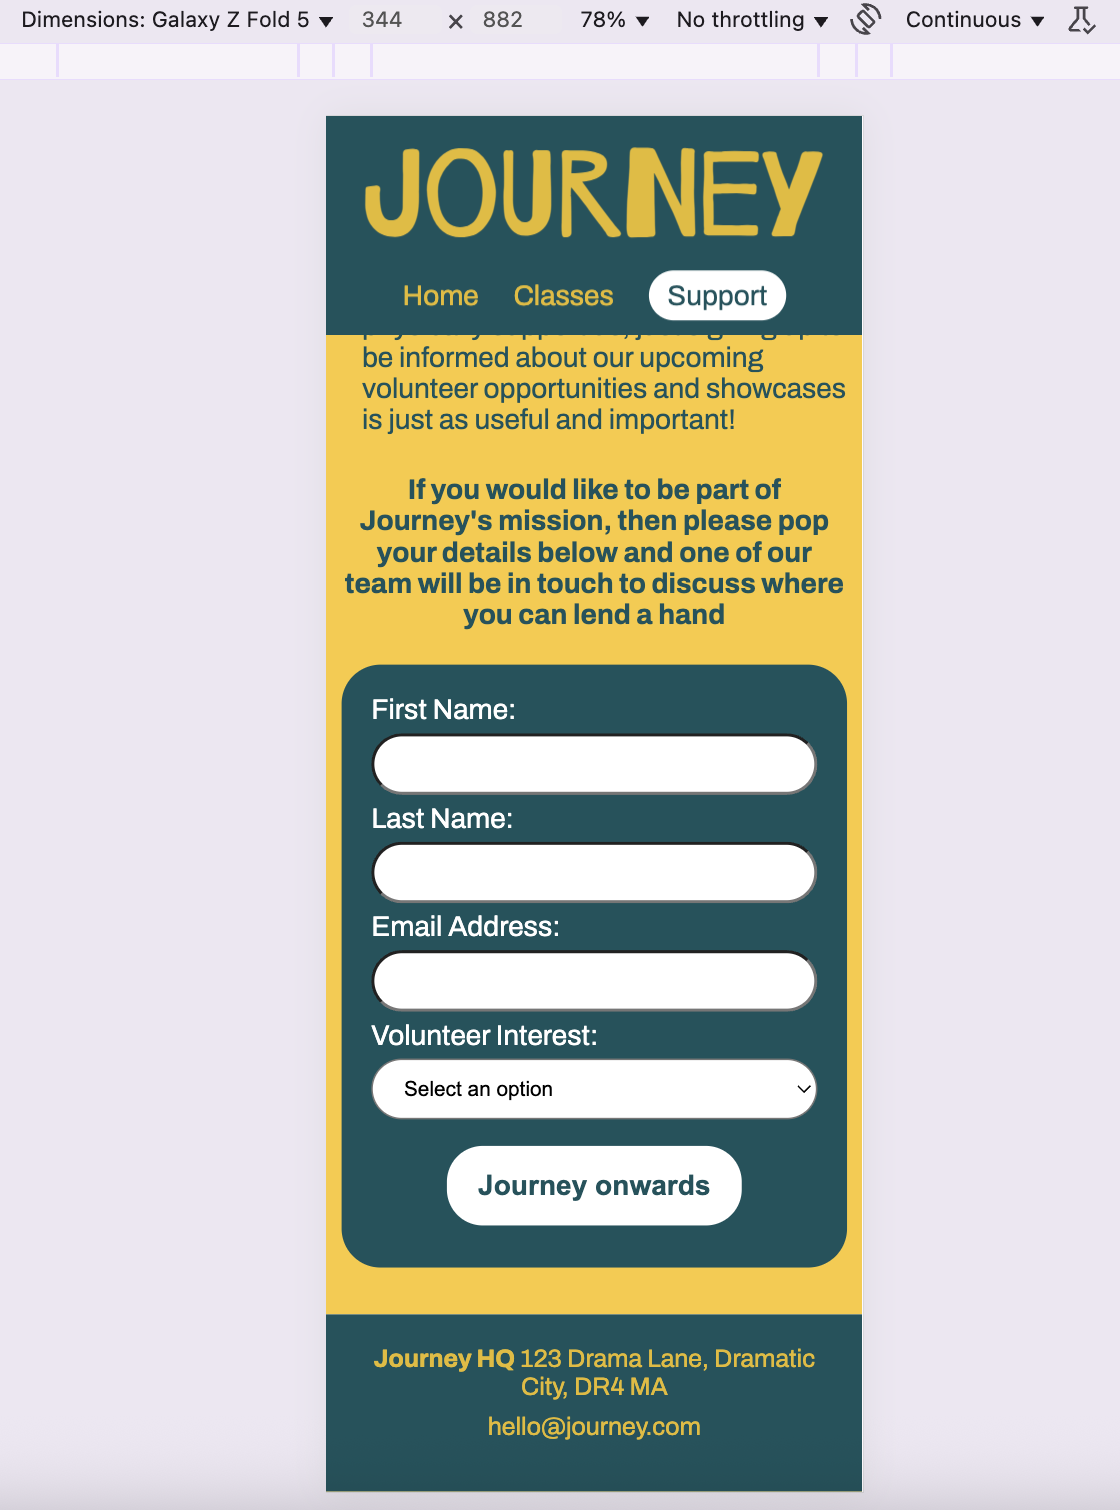 Dimensions: Galaxy Z Fold 5 344 × 882 78% No throttling Continuous
JOURNEY
Home Classes Support
be informed about our upcoming
volunteer opportunities and showcases
is just as useful and important!
If you would like to be part of
Journey's mission, then please pop
your details below and one of our
team will be in touch to discuss where
you can lend a hand
First Name:
Last Name:
Email Address:
Volunteer Interest:
Select an option
Journey onwards
Journey HQ 123 Drama Lane, Dramatic
City, DR4 MA
hello@journey.com